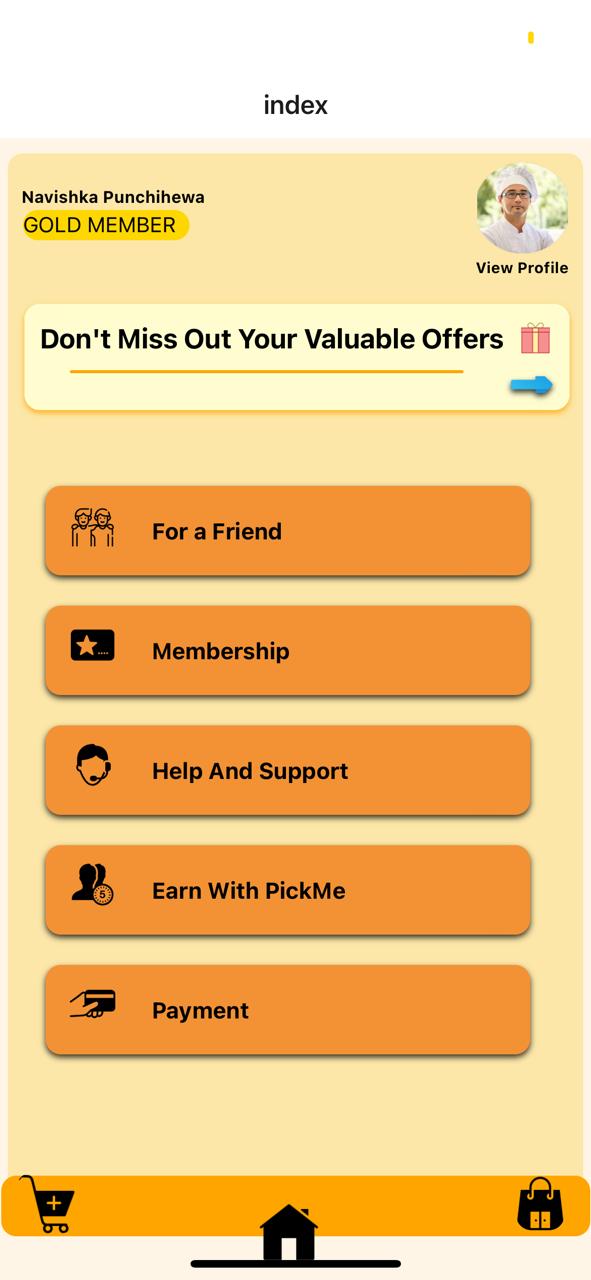 index
Navishka Punchihewa
GOLD MEMBER
View Profile
Don't Miss Out Your Valuable Offers
For a Friend
Membership
Help And Support
5
Earn With PickMe
Payment